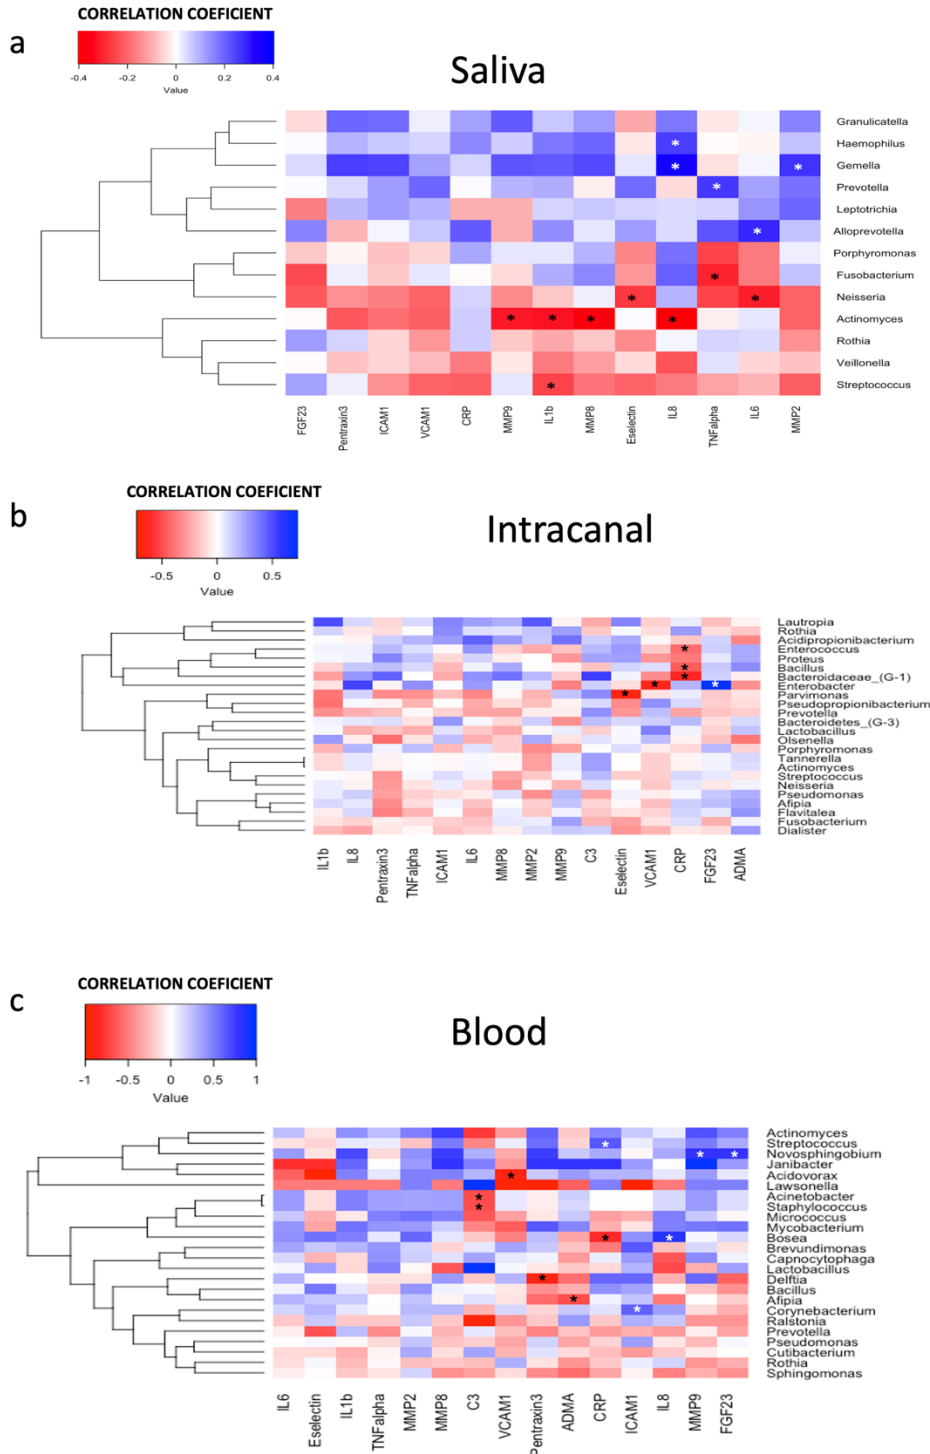 CORRELATION COEFICIENT
a
-0.4 -0.2 0 0.2 0.4
Value
Saliva
Granulicatella
Haemophilus
*
Gemella
* *
Prevotella
*
Leptotrichia
Alloprevotella
*
Porphyromonas
Fusobacterium
*
Neisseria
* *
Actinomyces
* * * *
Rothia
Veillonella
Streptococcus
*
FGF23 Pentraxin3 ICAM1 VCAM1 CRP MMP9 IL1b MMP8 Eselectin IL8 TNFalpha IL6 MMP2
CORRELATION COEFICIENT
b
-0.5 0 0.5
Value
Intracanal
Lautropia
Rothia
Acidipropionibacterium
Enterococcus
*
Proteus
Bacillus
*
Bacteroidaceae_(G-1)
*
Enterobacter
* *
Parvimonas
*
Pseudopropionibacterium
Prevotella
Bacteroidetes_(G-3)
Lactobacillus
Olsenella
Porphyromonas
Tannerella
Actinomyces
Streptococcus
Neisseria
Pseudomonas
Afipia
Flavitalea
Fusobacterium
Dialister
IL1b IL8 Pentraxin3 TNFalpha ICAM1 IL6 MMP8 MMP2 MMP9 C3 Eselectin VCAM1 CRP FGF23 ADMA
CORRELATION COEFICIENT
c
-1 -0.5 0 0.5 1
Value
Blood
Actinomyces
Streptococcus
*
Novosphingobium
* *
Janibacter
Acidovorax
*
Lawsonella
Acinetobacter
*
Staphylococcus
*
Micrococcus
Mycobacterium
Bosea
* *
Brevundimonas
Capnocytophaga
Lactobacillus
Delftia
*
Bacillus
Afipia
*
Corynebacterium
*
Ralstonia
Prevotella
Pseudomonas
Cutibacterium
Rothia
Sphingomonas
IL6 Eselectin IL1b TNFalpha MMP2 MMP8 C3 VCAM1 Pentraxin3 ADMA CRP ICAM1 IL8 MMP9 FGF23